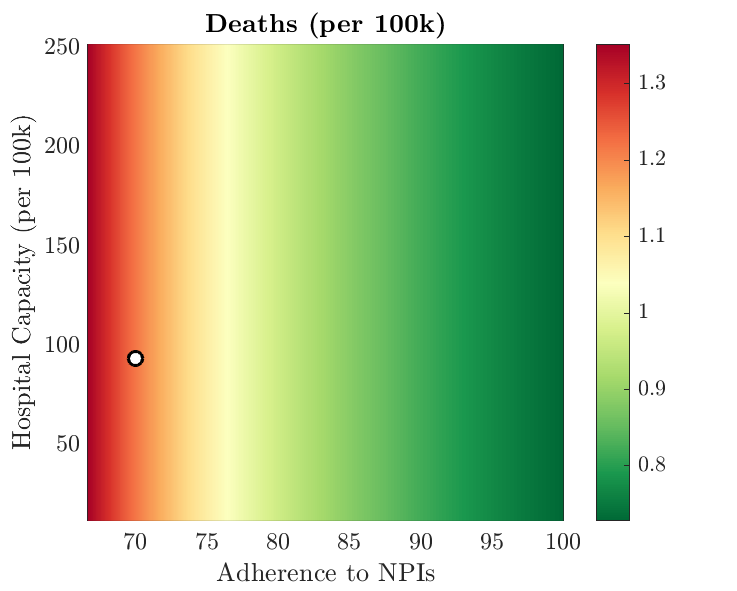 Deaths (per 100k)
250
200
150
100
50
Hospital Capacity (per 100k)
70 75 80 85 90 95 100
Adherence to NPIs
1.3
1.2
1.1
1
0.9
0.8